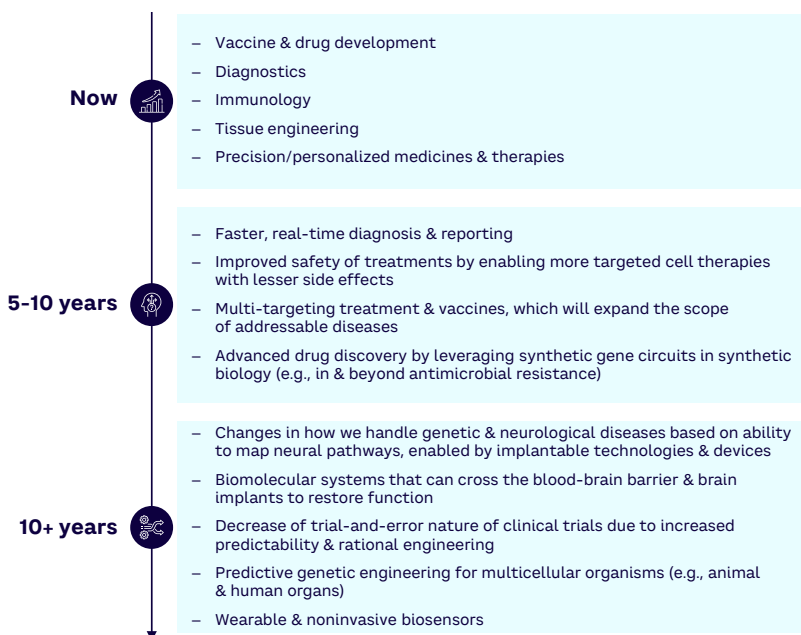 Now
– Vaccine & drug development
– Diagnostics
– Immunology
– Tissue engineering
– Precision/personalized medicines & therapies
5-10 years
– Faster, real-time diagnosis & reporting
– Improved safety of treatments by enabling more targeted cell therapies
with lesser side effects
– Multi-targeting treatment & vaccines, which will expand the scope
of addressable diseases
– Advanced drug discovery by leveraging synthetic gene circuits in synthetic
biology (e.g., in & beyond antimicrobial resistance)
10+ years
– Changes in how we handle genetic & neurological diseases based on ability
to map neural pathways, enabled by implantable technologies & devices
– Biomolecular systems that can cross the blood-brain barrier & brain
implants to restore function
– Decrease of trial-and-error nature of clinical trials due to increased
predictability & rational engineering
– Predictive genetic engineering for multicellular organisms (e.g., animal
& human organs)
– Wearable & noninvasive biosensors